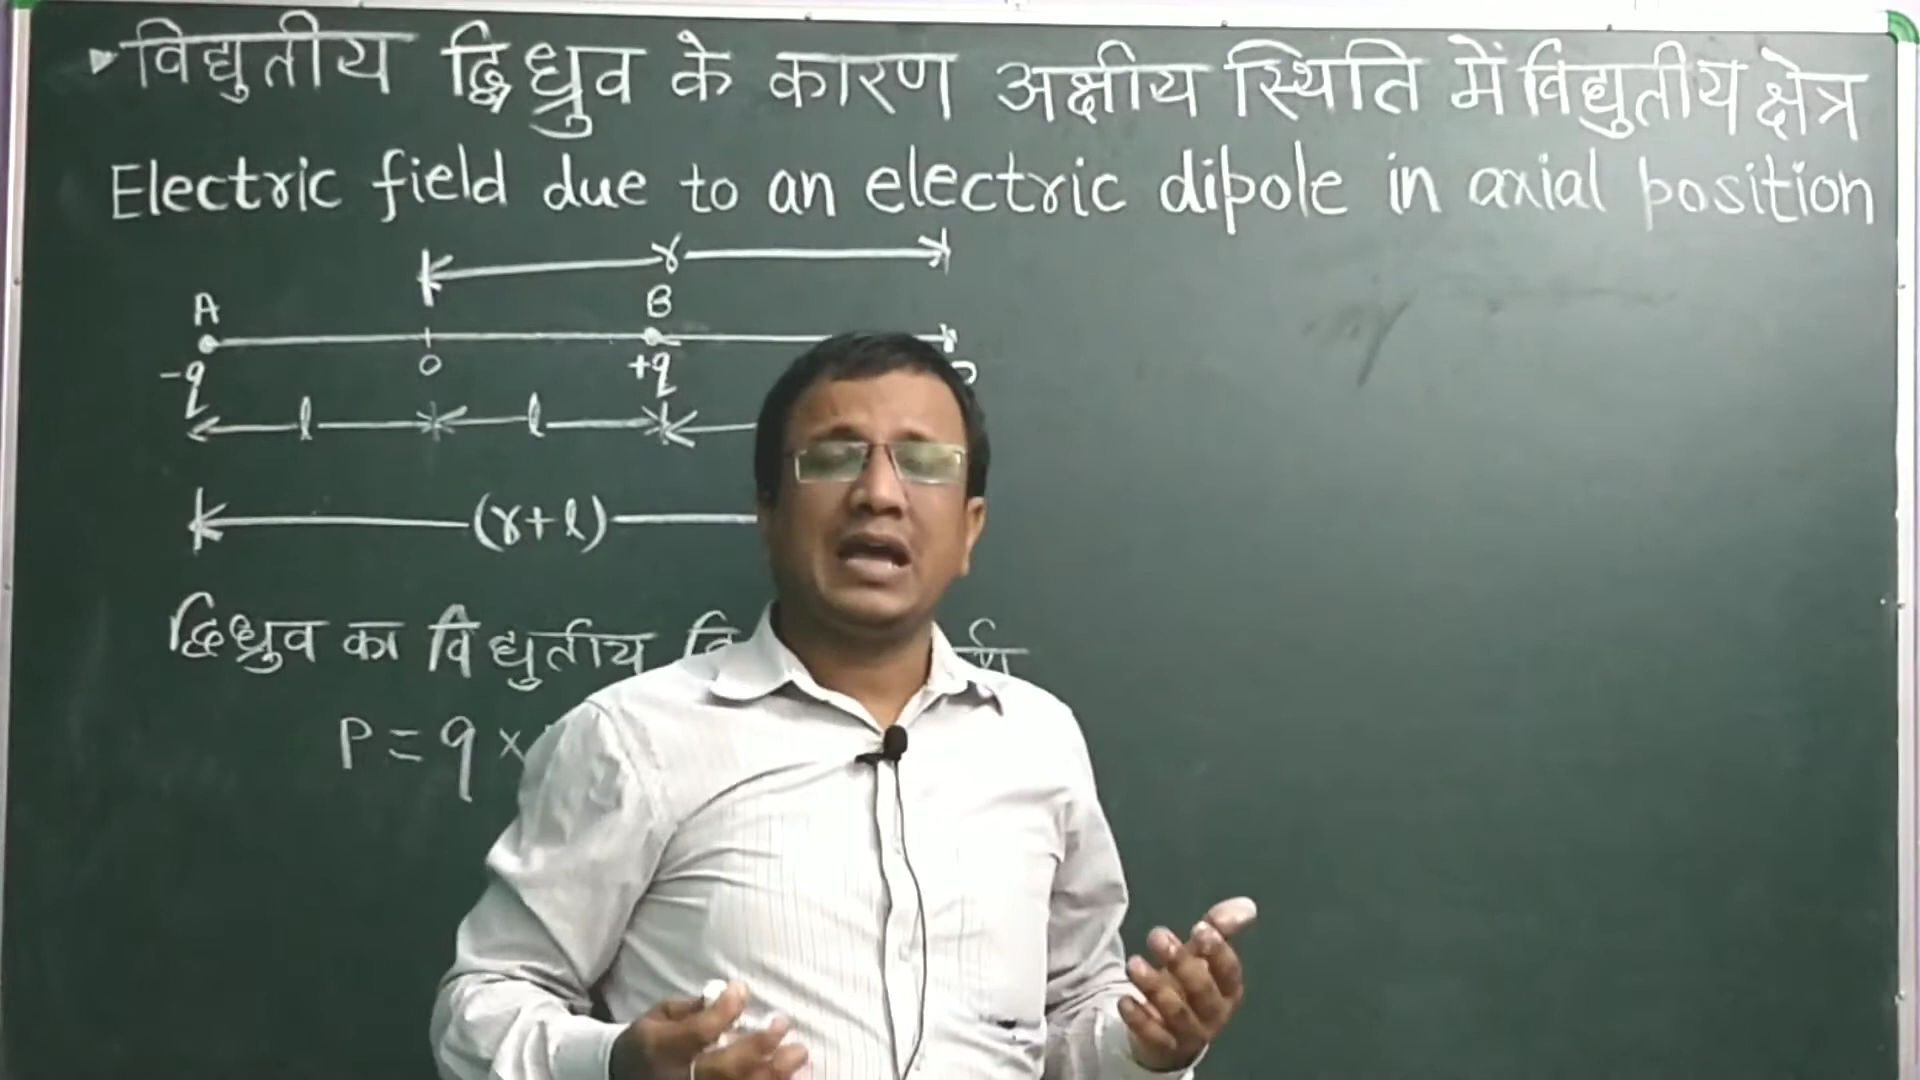 विद्युतीय द्विध्रुव के कारण अक्षीय स्थिति में विद्युतीय क्षेत्र
Electric field due to an electric dipole in axial position
r
A B
-q O +q
l l
(r+l)
द्विध्रुव का विद्युतीय
P = q ×